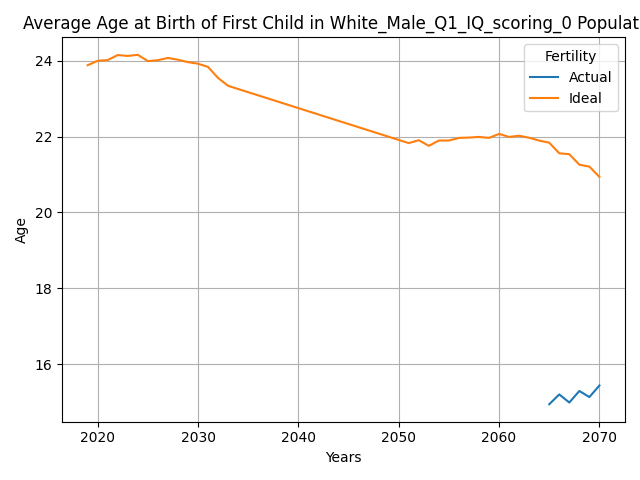 Average Age at Birth of First Child in White_Male_Q1_IQ_scoring_0 Populat
Fertility
Actual
Ideal
24
22
20
18
16
Age
2020 2030 2040 2050 2060 2070
Years